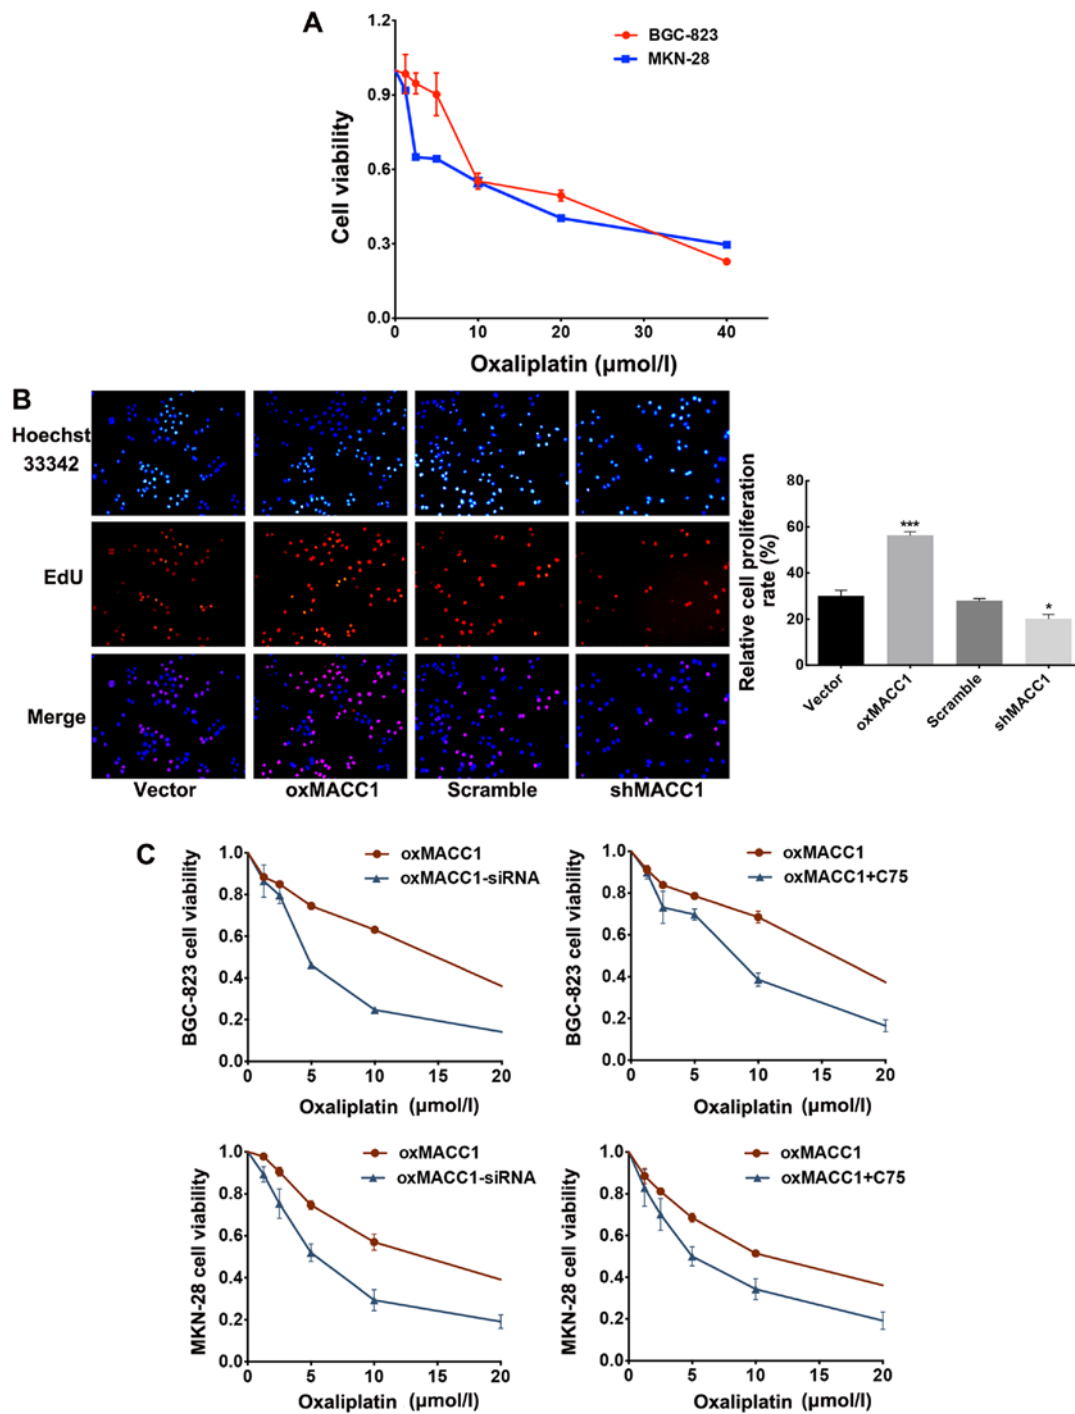 A
1.2
0.9
0.6
0.3
0.0
Cell viability
BGC-823
MKN-28
0 10 20 30 40
Oxaliplatin (µmol/l)
B
Hoechst
33342
EdU
Merge
Vector oxMACC1 Scramble shMACC1
Relative cell proliferation
rate (%)
80
60
40
20
0
***
*
Vector oxMACC1 Scramble shMACC1
C
BGC-823 cell viability
1.0
0.8
0.6
0.4
0.2
0.0
oxMACC1
oxMACC1-siRNA
0 5 10 15 20
Oxaliplatin (µmol/l)
BGC-823 cell viability
1.0
0.8
0.6
0.4
0.2
0.0
oxMACC1
oxMACC1+C75
0 5 10 15 20
Oxaliplatin (µmol/l)
MKN-28 cell viability
1.0
0.8
0.6
0.4
0.2
0.0
oxMACC1
oxMACC1-siRNA
0 5 10 15 20
Oxaliplatin (µmol/l)
MKN-28 cell viability
1.0
0.8
0.6
0.4
0.2
0.0
oxMACC1
oxMACC1+C75
0 5 10 15 20
Oxaliplatin (µmol/l)